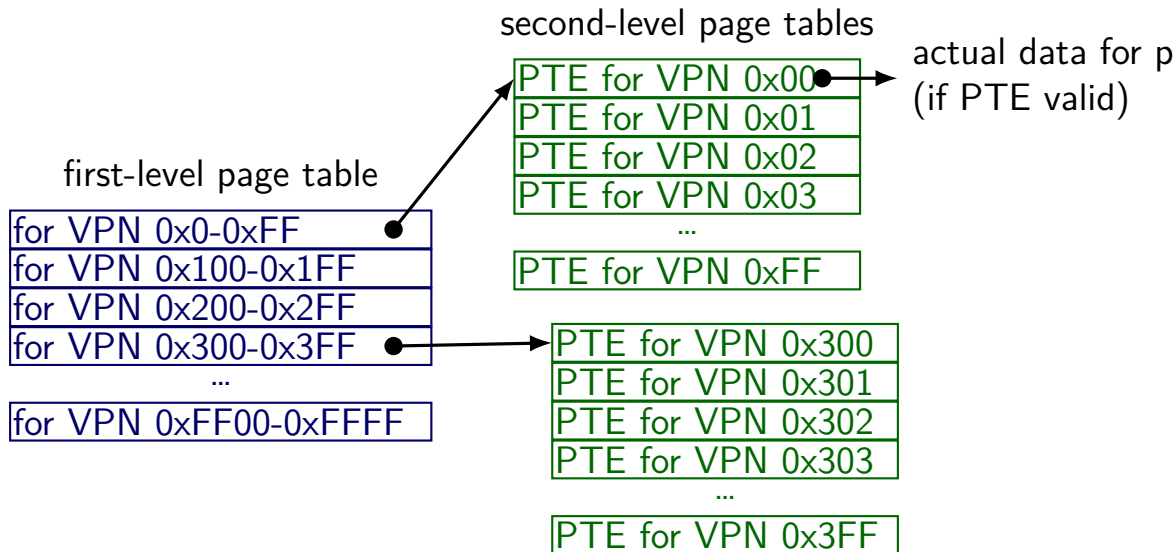 second-level page tables
actual data for p
(if PTE valid)
PTE for VPN 0x00
PTE for VPN 0x01
PTE for VPN 0x02
PTE for VPN 0x03
...
PTE for VPN 0xFF
first-level page table
for VPN 0x0-0xFF
for VPN 0x100-0x1FF
for VPN 0x200-0x2FF
for VPN 0x300-0x3FF
...
for VPN 0xFF00-0xFFFF
PTE for VPN 0x300
PTE for VPN 0x301
PTE for VPN 0x302
PTE for VPN 0x303
...
PTE for VPN 0x3FF